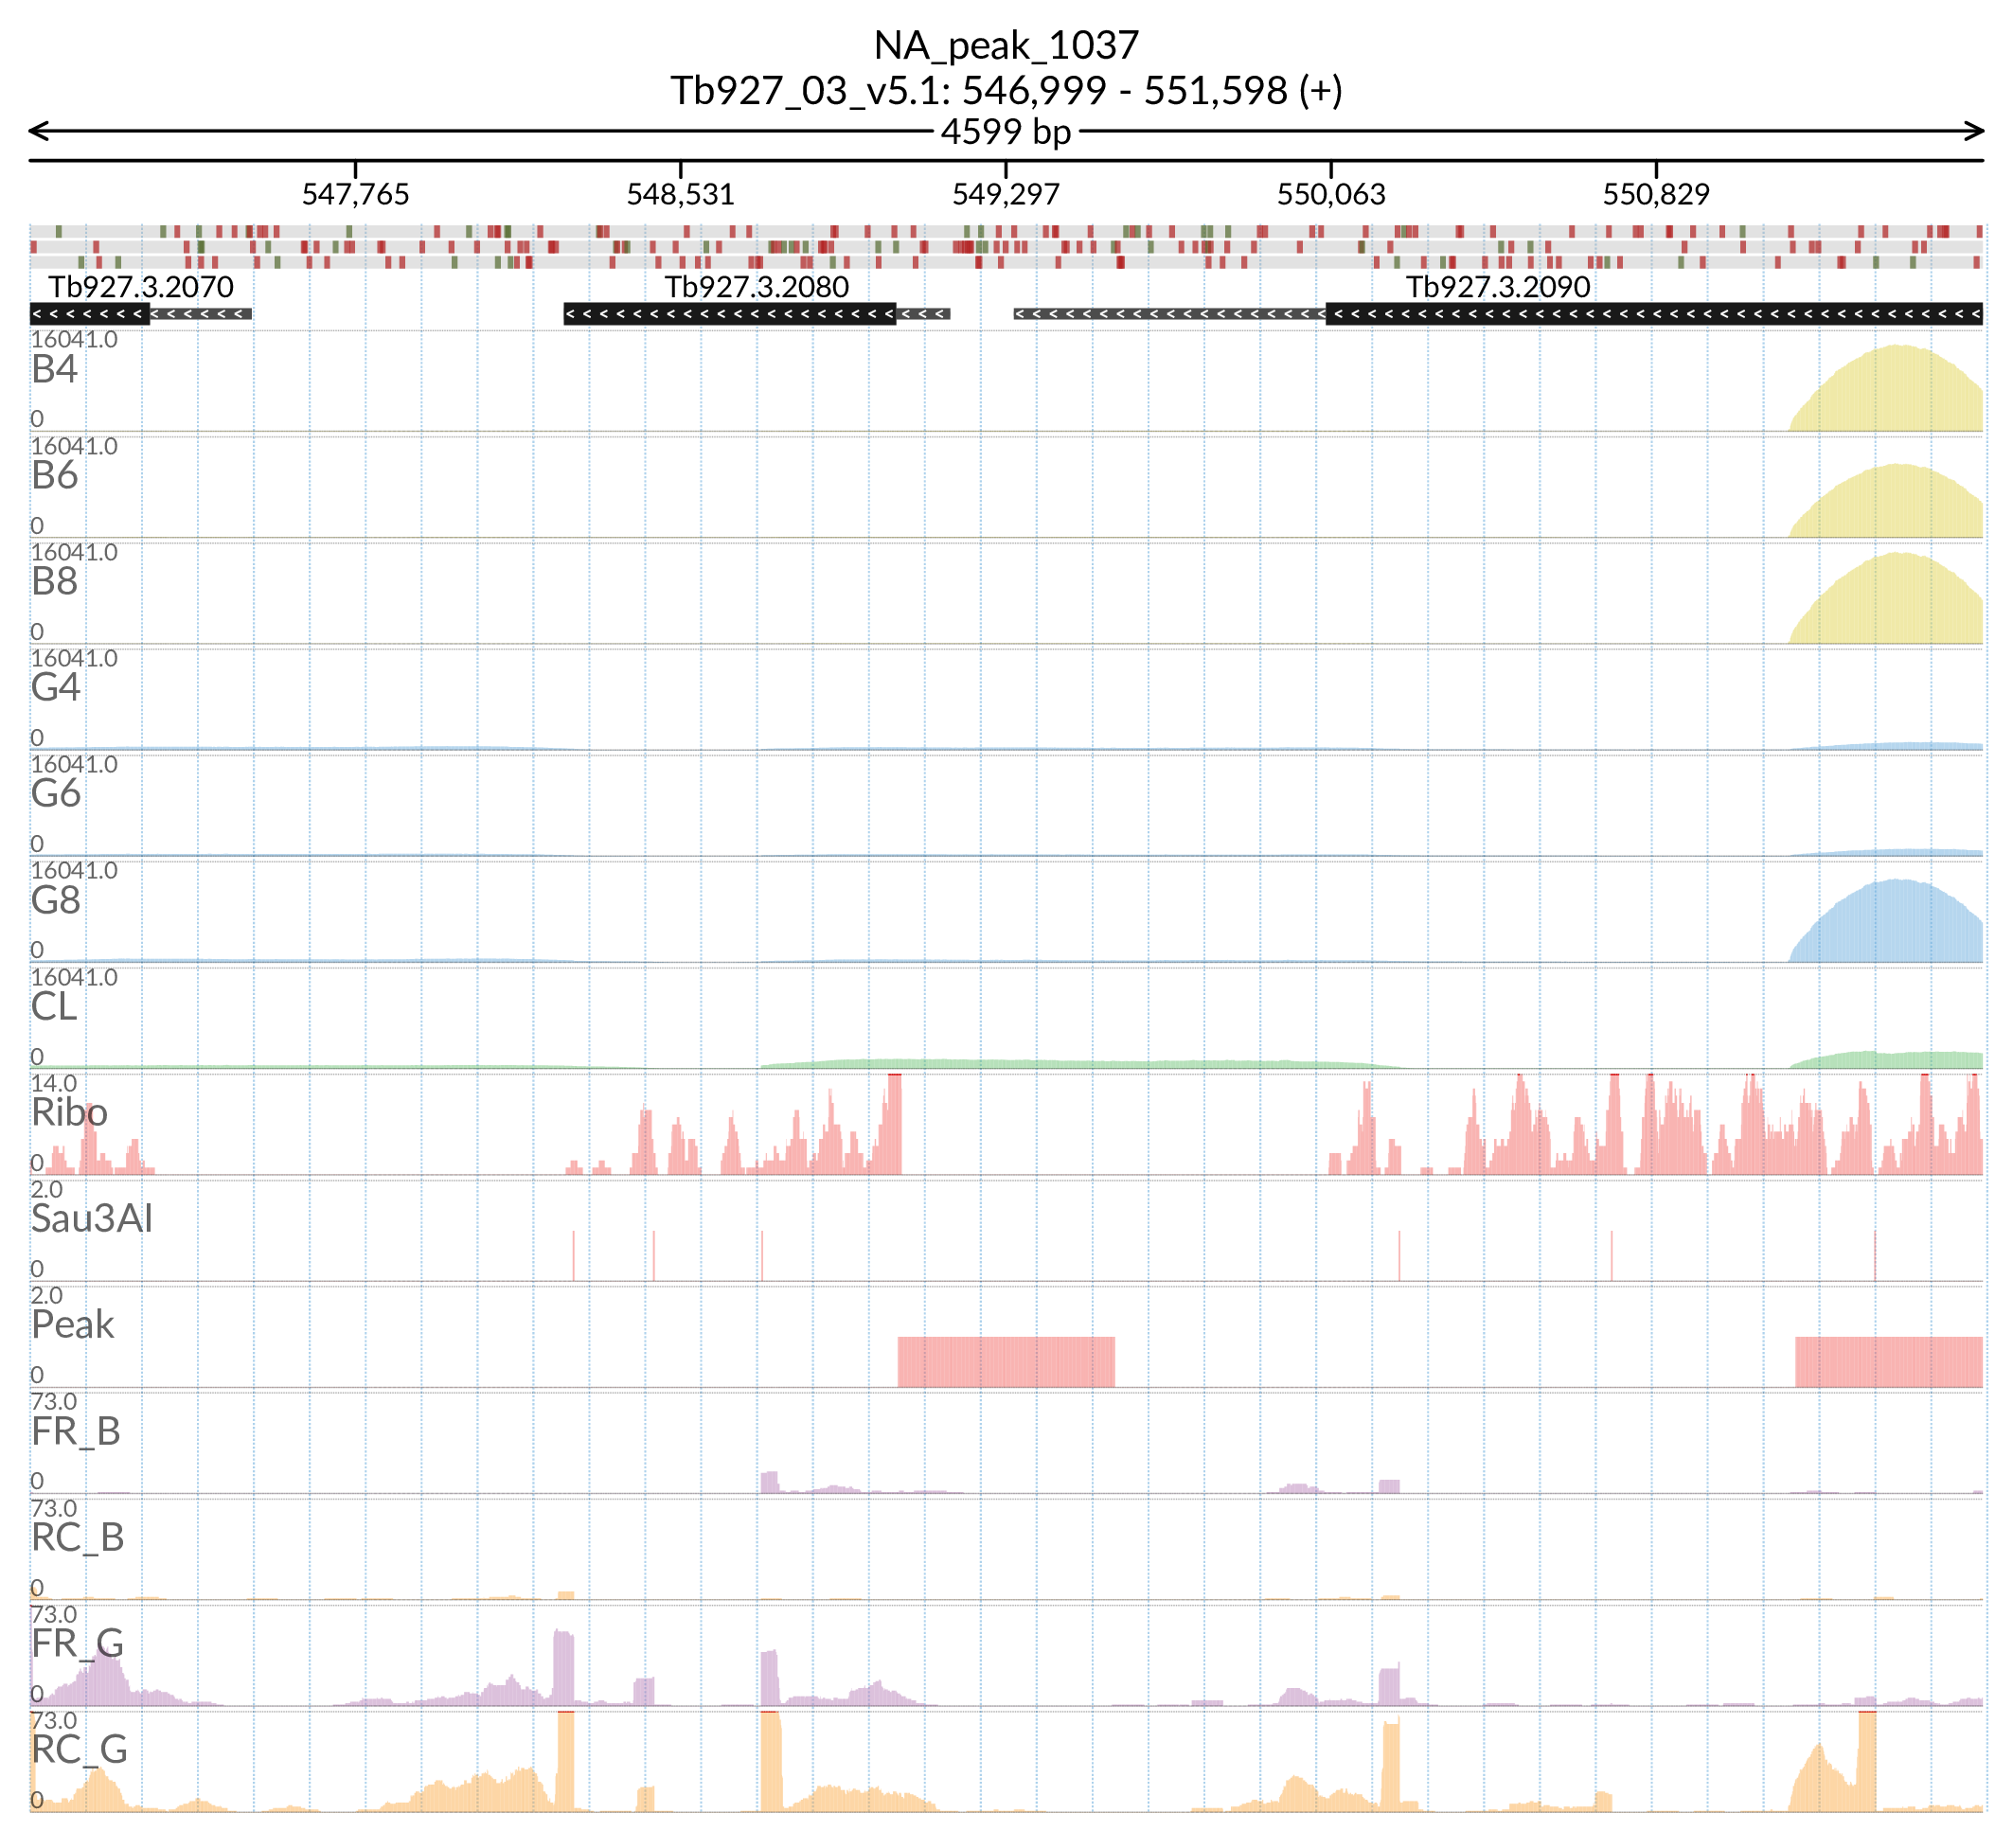 NA_peak_1037
Tb927_03_v5.1: 546,999 - 551,598 (+)
4599 bp
547,765 548,531 549,297 550,063 550,829
Tb927.3.2070 Tb927.3.2080 Tb927.3.2090
16041.0
B4
0
16041.0
B6
0
16041.0
B8
0
16041.0
G4
0
16041.0
G6
0
16041.0
G8
0
16041.0
CL
0
14.0
Ribo
0
2.0
Sau3AI
0
2.0
Peak
0
73.0
FR_B
0
73.0
RC_B
0
73.0
FR_G
0
73.0
RC_G
0